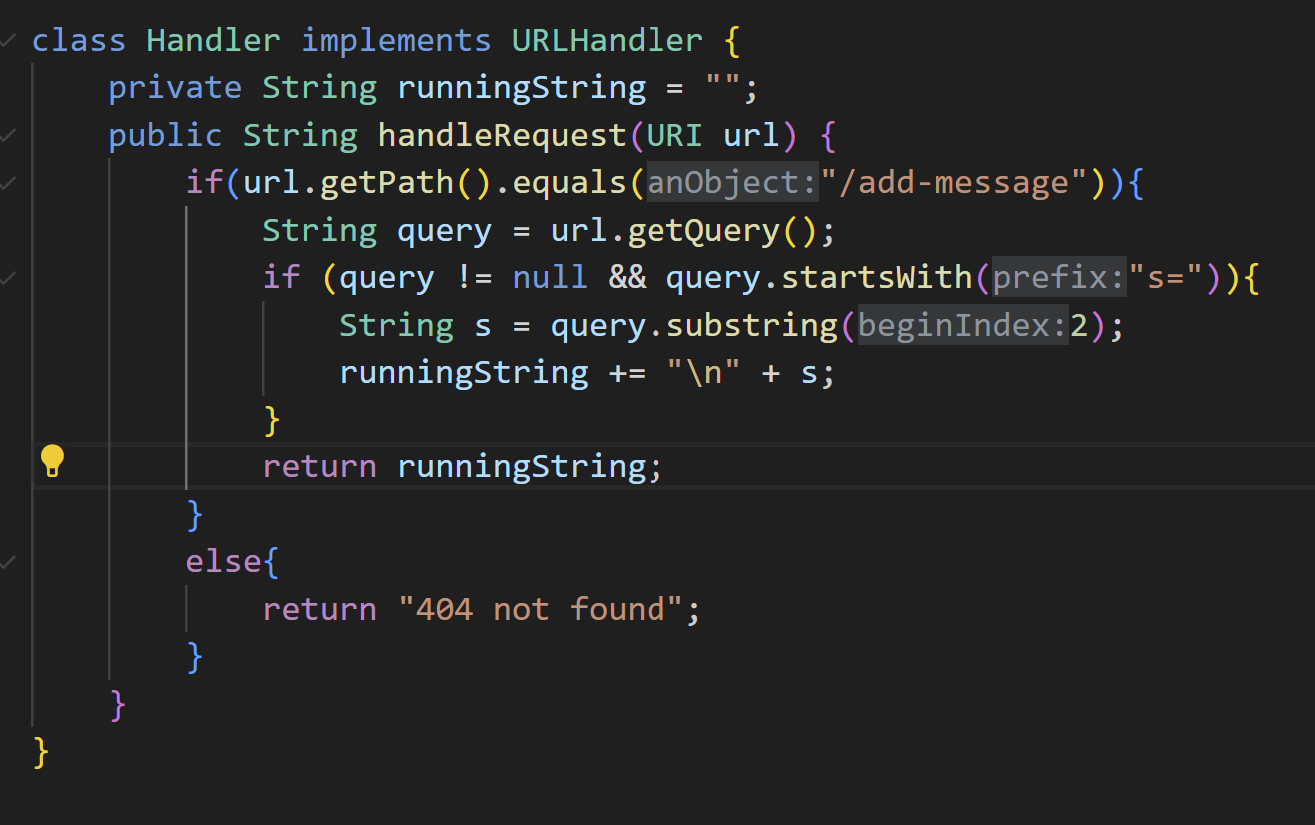 class Handler implements URLHandler {
    private String runningString = "";
    public String handleRequest(URI url) {
        if(url.getPath().equals(anObject:"/add-message")){
            String query = url.getQuery();
            if (query != null && query.startsWith(prefix:"s=")){
                String s = query.substring(beginIndex:2);
                runningString += "\n" + s;
            }
            return runningString;
        }
        else{
            return "404 not found";
        }
    }
}